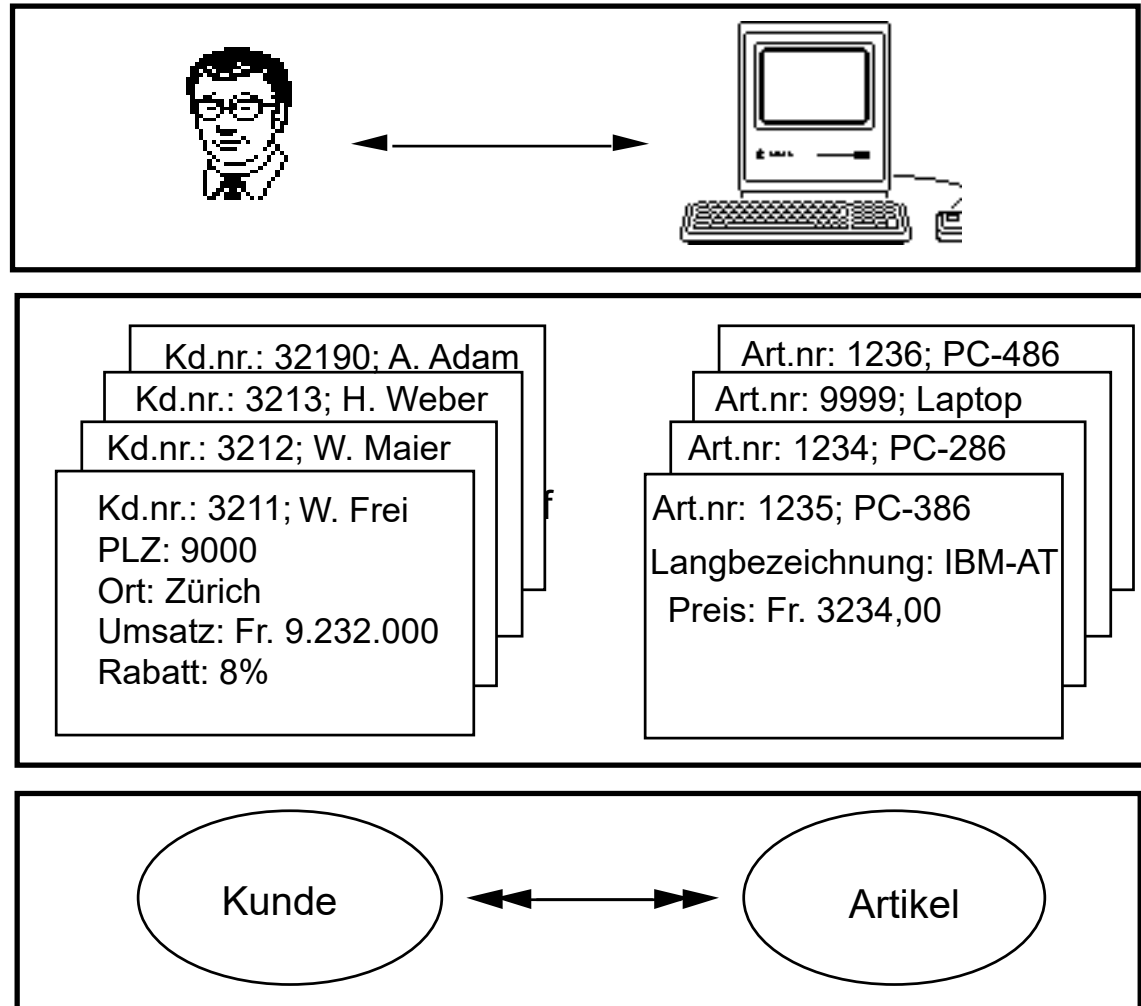 Kd.nr.: 32190; A. Adam
Kd.nr.: 3213; H. Weber
Kd.nr.: 3212; W. Maier
Kd.nr.: 3211; W. Frei
PLZ: 9000
Ort: Zürich
Umsatz: Fr. 9.232.000
Rabatt: 8%
f
Art.nr: 1236; PC-486
Art.nr: 9999; Laptop
Art.nr: 1234; PC-286
Art.nr: 1235; PC-386
Langbezeichnung: IBM-AT
Preis: Fr. 3234,00
Kunde
Artikel